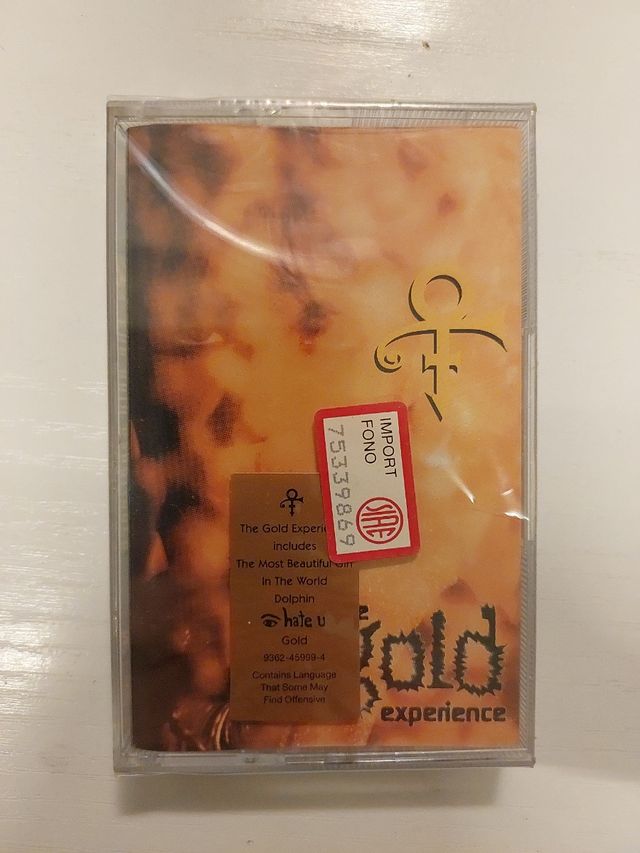 IMPORT
FONO
75339869
SIAE
The Gold Experi
includes
The Most Beautiful Girl
In The World
Dolphin
hate u
Gold
9362-45999-4
Contains Language
That Some May
Find Offensive
gold
experience